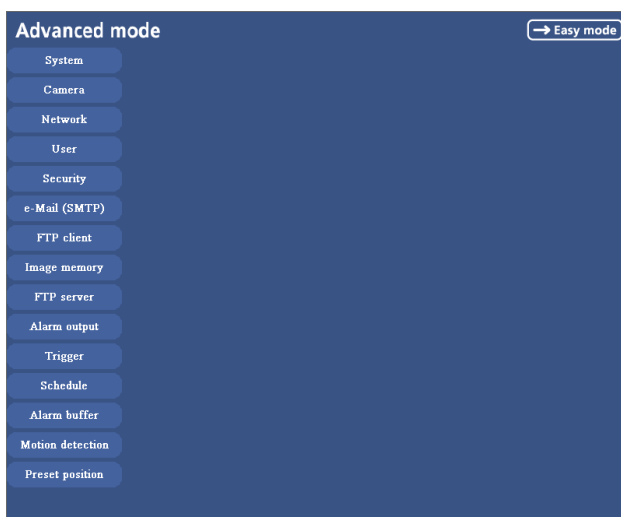 Advanced mode
→ Easy mode
System
Camera
Network
User
Security
e-Mail (SMTP)
FTP client
Image memory
FTP server
Alarm output
Trigger
Schedule
Alarm buffer
Motion detection
Preset position